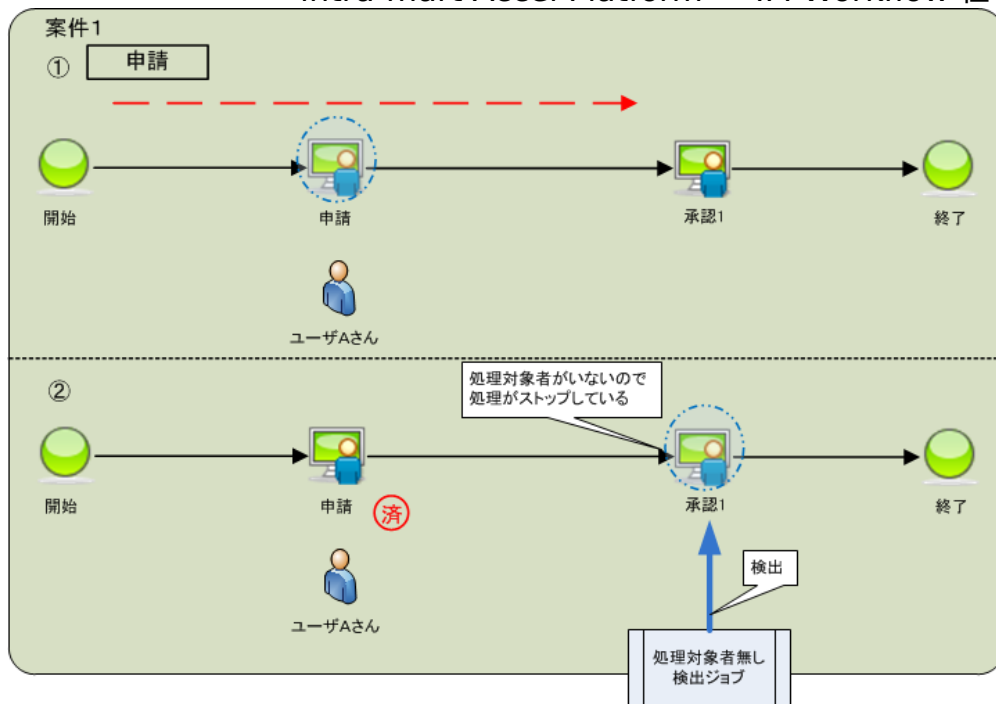 案件1
①
申請
開始
申請
承認1
終了
ユーザAさん
②
処理対象者がいないので
処理がストップしている
開始
申請
済
承認1
終了
検出
ユーザAさん
処理対象者無し
検出ジョブ